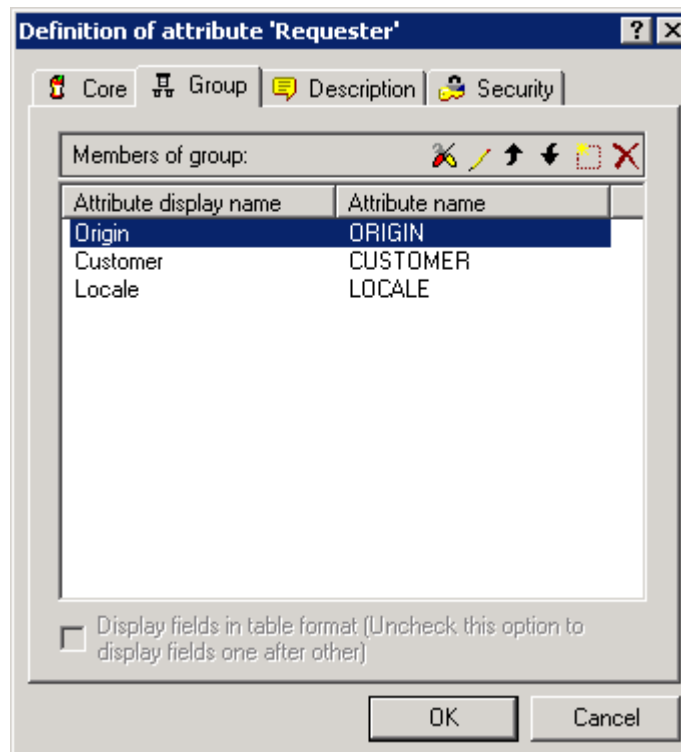 Definition of attribute 'Requester'
Core Group Description Security
Members of group:
Attribute display name Attribute name
Origin ORIGIN
Customer CUSTOMER
Locale LOCALE
Display fields in table format (Uncheck this option to
display fields one after other)
OK Cancel